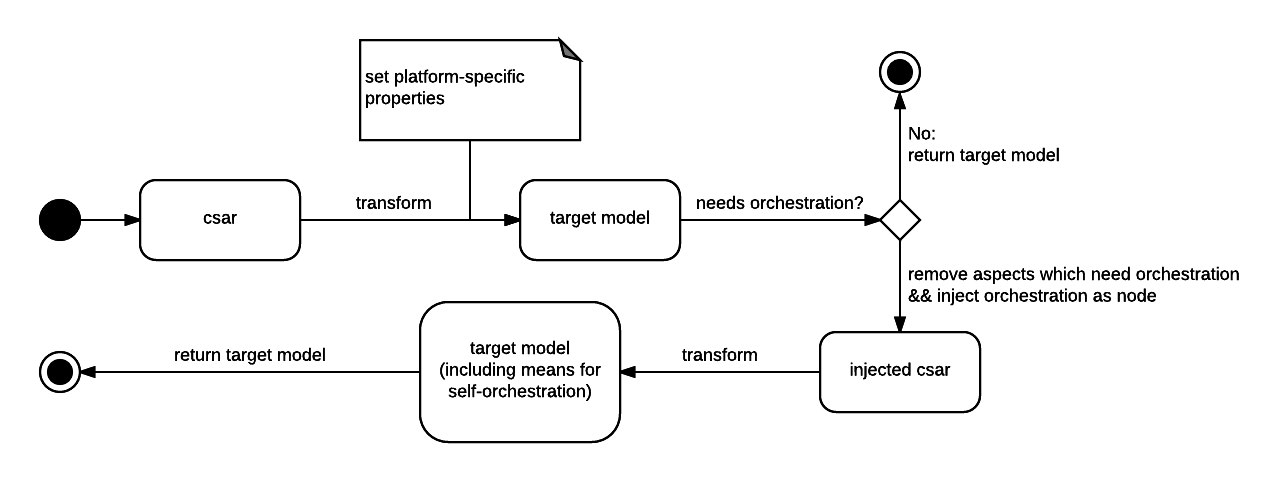 set platform-specific
properties
csar
transform
target model
needs orchestration?
No:
return target model
remove aspects which need orchestration
&& inject orchestration as node
injected csar
transform
target model
(including means for
self-orchestration)
return target model